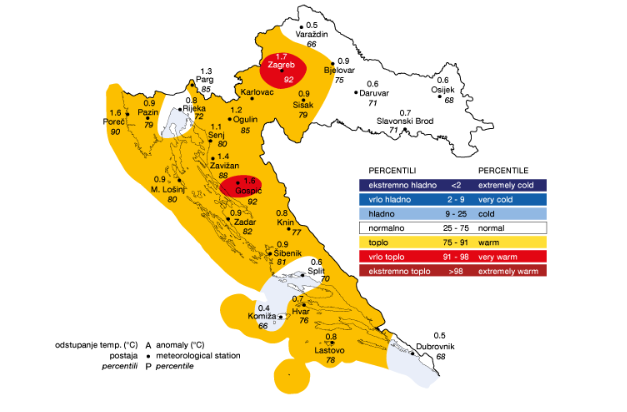 0.5
Varaždin
66
1.7
Zagreb
92
0.9
Bjelovar
75
0.6
Daruvar
71
0.6
Osijek
68
0.7
Slavonski Brod
71
1.3
Parg
85
Karlovac
0.9
Sisak
79
1.6
Poreč
90
0.9
Pazin
79
0.8
Rijeka
72
1.2
Ogulin
85
1.1
Senj
80
1.4
Zavižan
88
0.9
M. Lošinj
80
1.6
Gospić
92
0.9
Zadar
82
0.8
Knin
77
0.9
Šibenik
81
0.6
Split
70
0.4
Komiža
66
0.7
Hvar
76
0.8
Lastovo
78
0.5
Dubrovnik
68
PERCENTILI PERCENTILE
ekstremno hladno <2 extremely cold
vrlo hladno 2 - 9 very cold
hladno 9 - 25 cold
normalno 25 - 75 normal
toplo 75 - 91 warm
vrlo toplo 91 - 98 very warm
ekstremno toplo >98 extremely warm
odstupanje temp. (°C) A anomaly (°C)
postaja • meteorological station
percentili P percentile